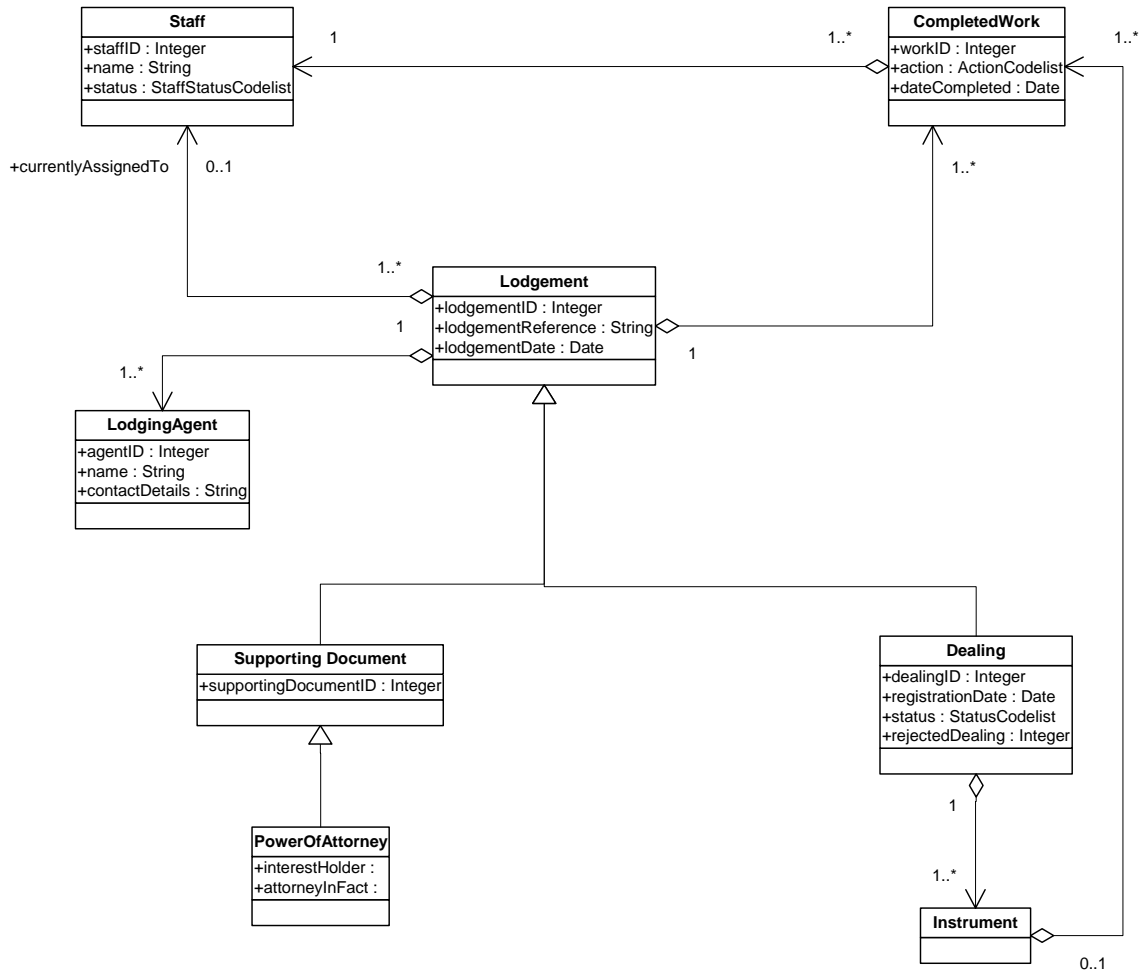 Staff
+staffID : Integer
+name : String
+status : StaffStatusCodelist
1
1..*
CompletedWork
+workID : Integer
+action : ActionCodelist
+dateCompleted : Date
1..*
+currentlyAssignedTo
0..1
1..*
1..*
Lodgement
+lodgementID : Integer
+lodgementReference : String
+lodgementDate : Date
1
1
1..*
LodgingAgent
+agentID : Integer
+name : String
+contactDetails : String
Supporting Document
+supportingDocumentID : Integer
Dealing
+dealingID : Integer
+registrationDate : Date
+status : StatusCodelist
+rejectedDealing : Integer
1
PowerOfAttorney
+interestHolder :
+attorneyInFact :
1..*
Instrument
0..1